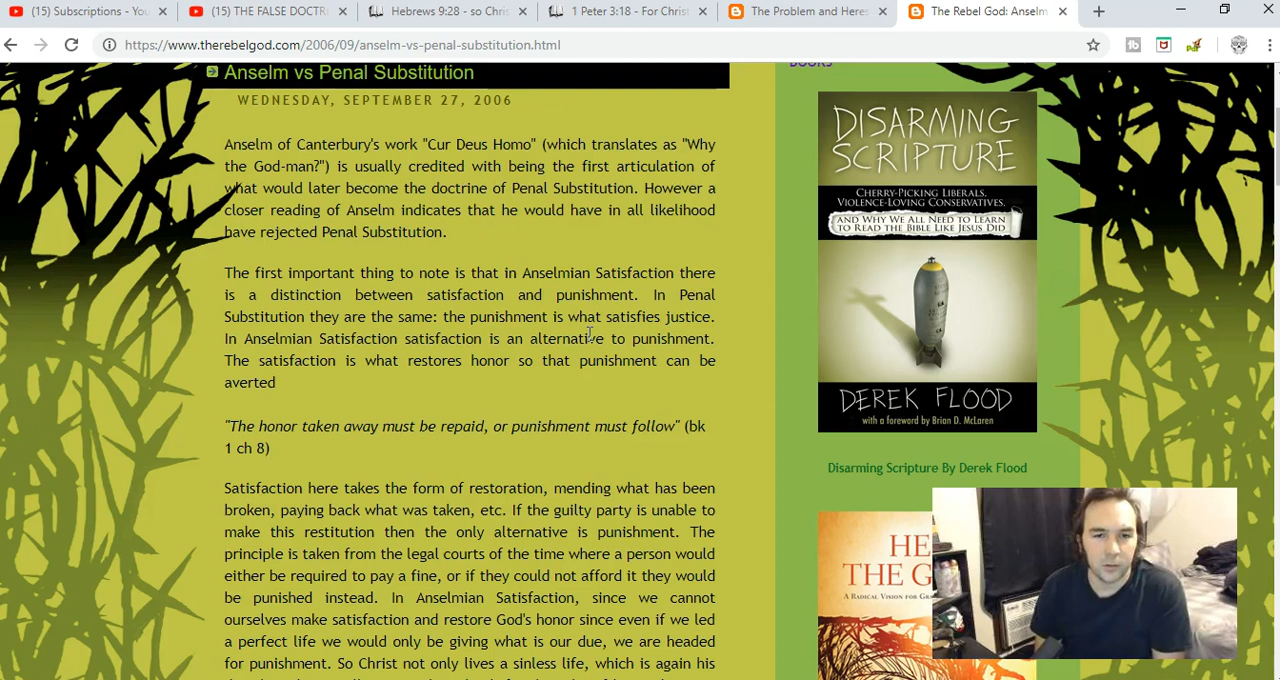 (15) Subscriptions - You
(15) THE FALSE DOCTR
Hebrews 9:28 - so Chris
1 Peter 3:18 - For Christ
The Problem and Heres
The Rebel God: Anselm
https://www.therebelgod.com/2006/09/anselm-vs-penal-substitution.html
Anselm vs Penal Substitution
WEDNESDAY, SEPTEMBER 27, 2006
Anselm of Canterbury's work "Cur Deus Homo" (which translates as "Why
the God-man?") is usually credited with being the first articulation of
what would later become the doctrine of Penal Substitution. However a
closer reading of Anselm indicates that he would have in all likelihood
have rejected Penal Substitution.
The first important thing to note is that in Anselmian Satisfaction there
is a distinction between satisfaction and punishment. In Penal
Substitution they are the same: the punishment is what satisfies justice.
In Anselmian Satisfaction satisfaction is an alternative to punishment.
The satisfaction is what restores honor so that punishment can be
averted
"The honor taken away must be repaid, or punishment must follow" (bk
1 ch 8)
Satisfaction here takes the form of restoration, mending what has been
broken, paying back what was taken, etc. If the guilty party is unable to
make this restitution then the only alternative is punishment. The
principle is taken from the legal courts of the time where a person would
either be required to pay a fine, or if they could not afford it they would
be punished instead. In Anselmian Satisfaction, since we cannot
ourselves make satisfaction and restore God's honor since even if we led
a perfect life we would only be giving what is our due, we are headed
for punishment. So Christ not only lives a sinless life, which is again his
BOOKS
DISARMING
SCRIPTURE
CHERRY-PICKING LIBERALS,
VIOLENCE-LOVING CONSERVATIVES,
AND WHY WE ALL NEED TO LEARN
TO READ THE BIBLE LIKE JESUS DID
DEREK FLOOD
with a foreword by Brian D. McLaren
Disarming Scripture By Derek Flood
HE
THE G
A RADICAL VISION FOR GRA